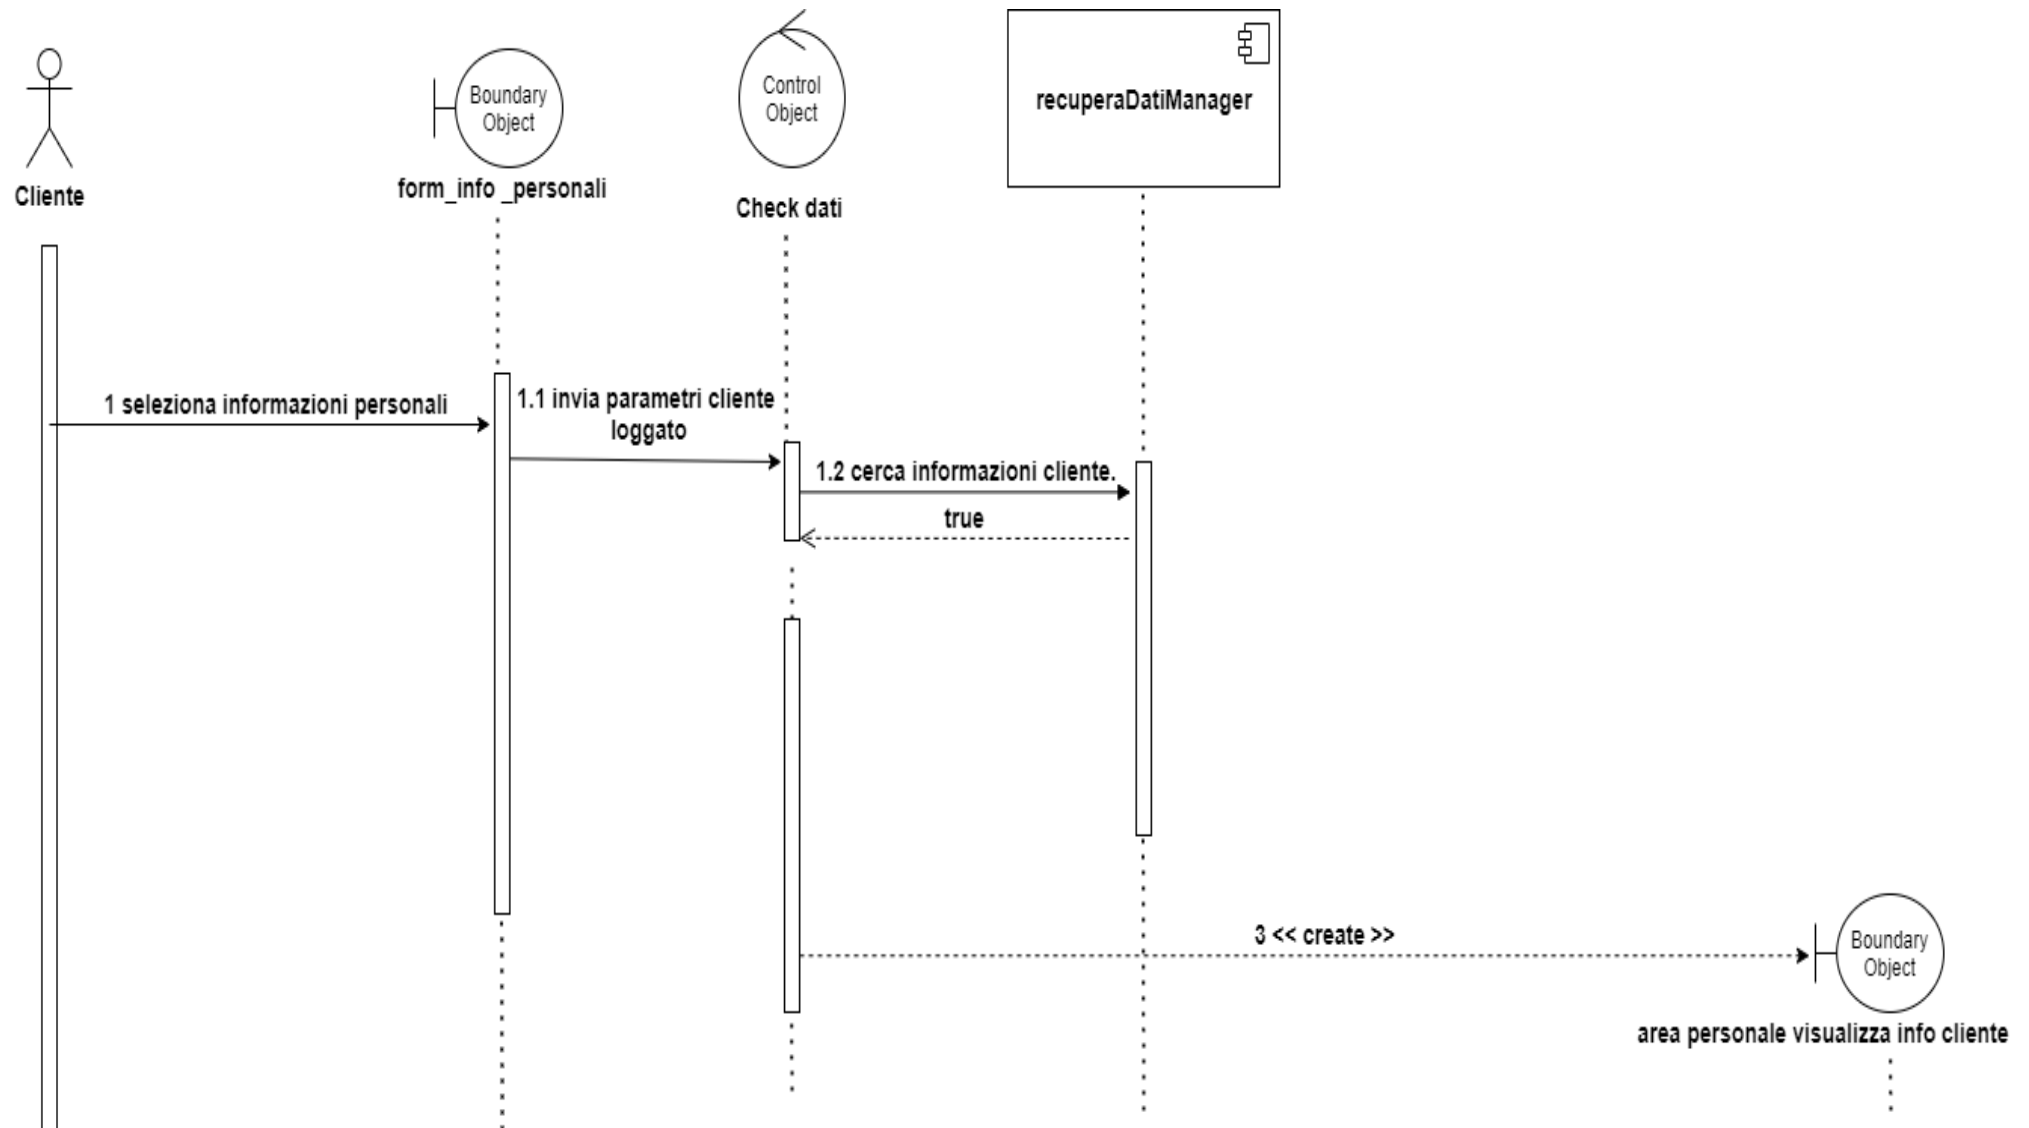 Boundary
Object
Control
Object
recuperaDatiManager
Cliente
form_info _personali
Check dati
1 seleziona informazioni personali
1.1 invia parametri cliente
loggato
1.2 cerca informazioni cliente.
true
3 << create >>
Boundary
Object
area personale visualizza info cliente